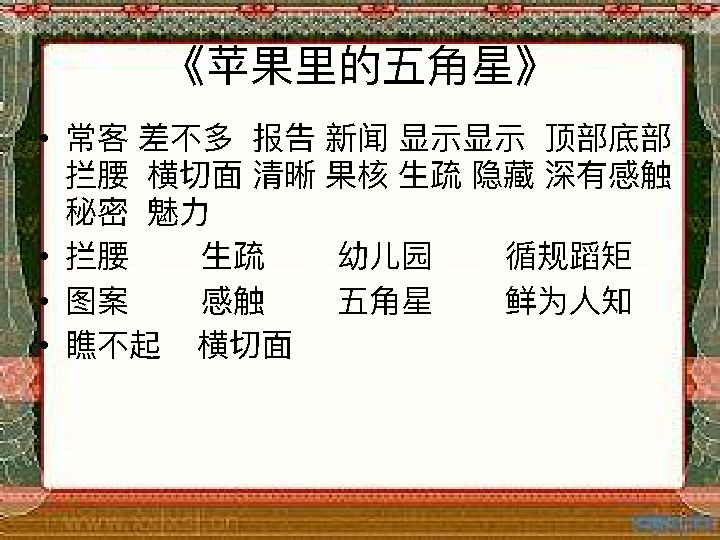 《苹果里的五角星》
• 常客 差不多 报告 新闻 显示显示 顶部底部
拦腰 横切面 清晰 果核 生疏 隐藏 深有感触
秘密 魅力
• 拦腰 生疏 幼儿园 循规蹈矩
• 图案 感触 五角星 鲜为人知
• 瞧不起 横切面